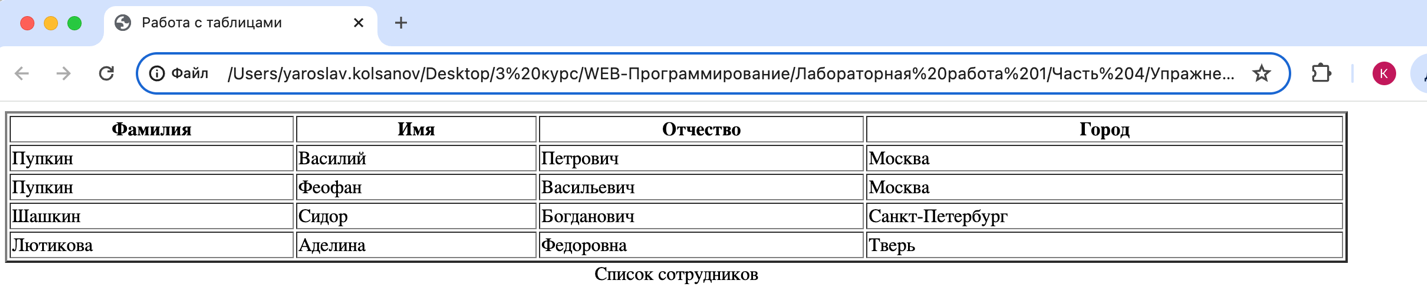 Работа с таблицами
Файл /Users/yaroslav.kolsanov/Desktop/3%20курс/WEB-Программирование/Лабораторная%20работа%201/Часть%204/Упражне...
К
Фамилия Имя Отчество Город
Пупкин Василий Петрович Москва
Пупкин Феофан Васильевич Москва
Шашкин Сидор Богданович Санкт-Петербург
Лютикова Аделина Федоровна Тверь
Список сотрудников